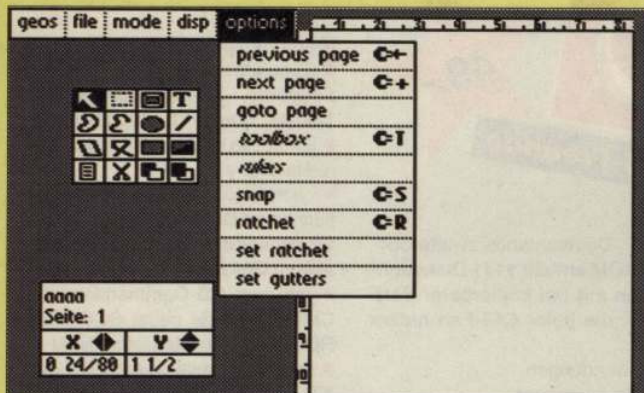 geos file mode disp options
previous page C=←
next page C=+
goto page
toolbox C=T
rulers
snap C=S
ratchet C=R
set ratchet
set gutters
T
aaaa
Seite: 1
X Y
0 24/80 1 1/2